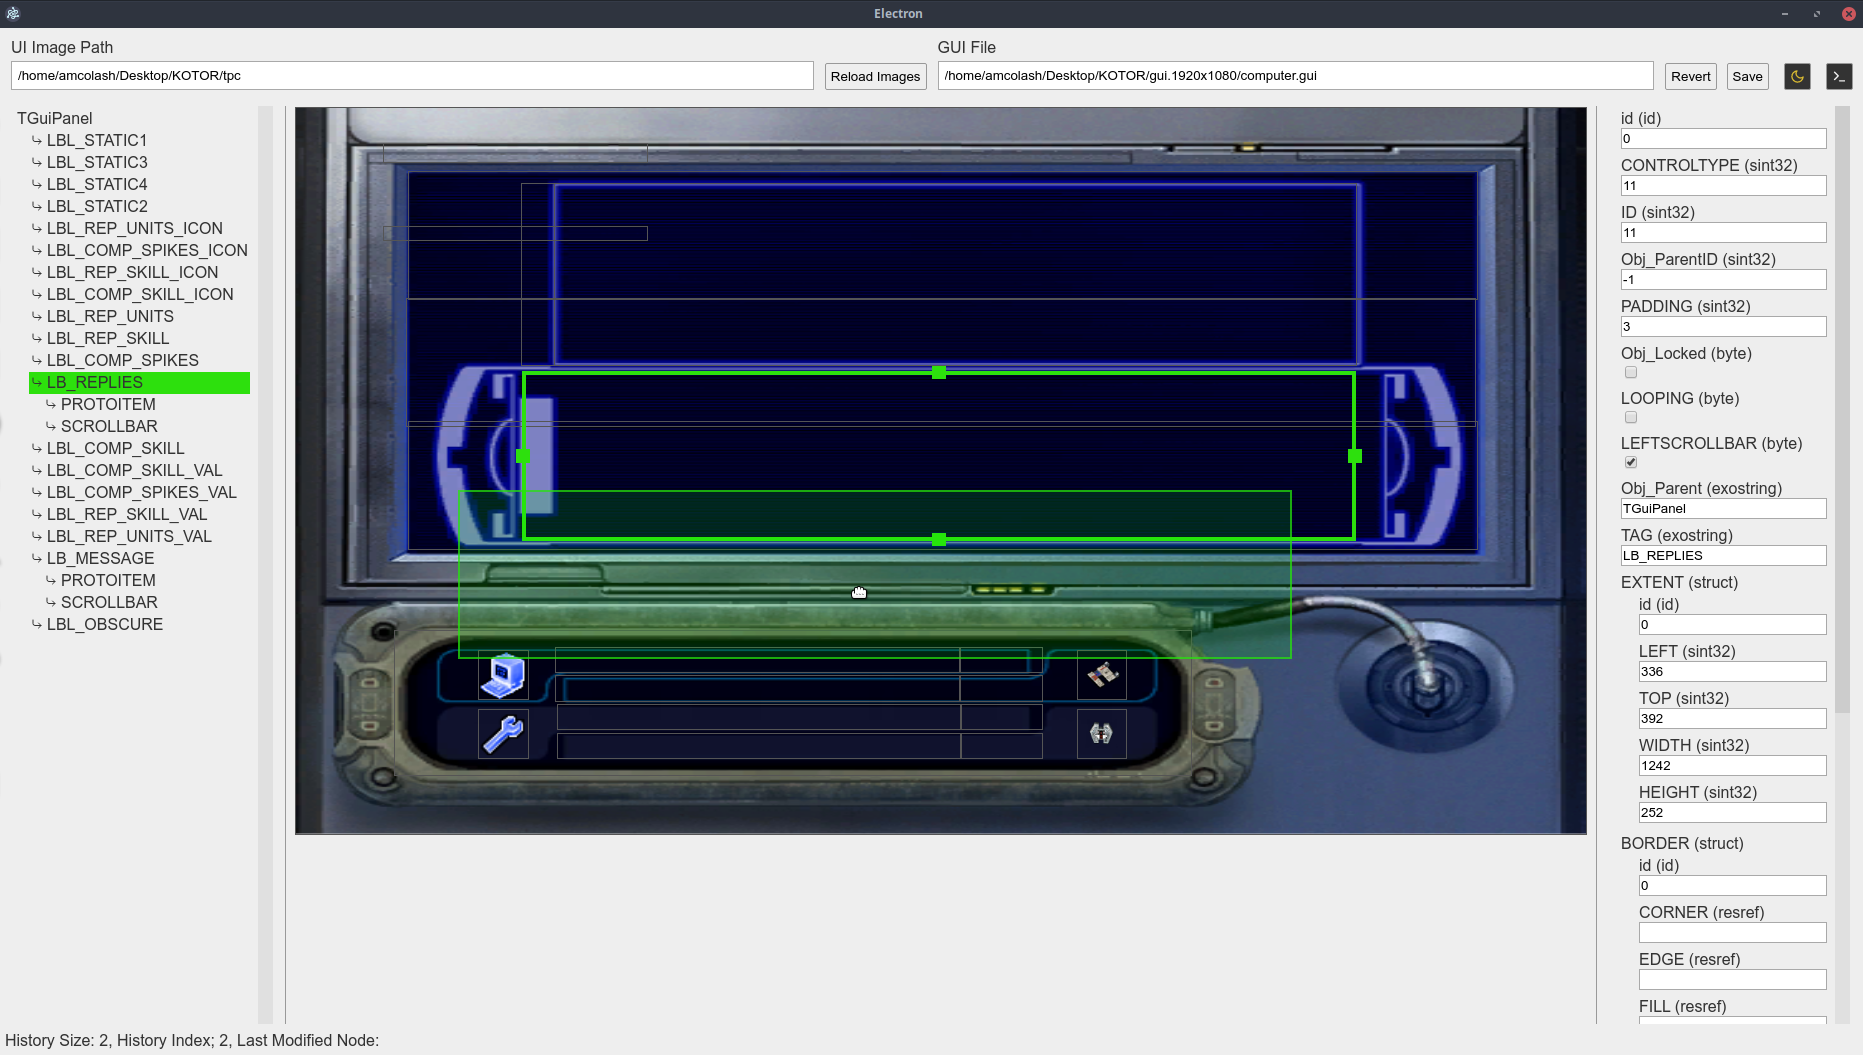 Electron
UI Image Path
GUI File
/home/amcolash/Desktop/KOTOR/tpc
Reload Images
/home/amcolash/Desktop/KOTOR/gui.1920x1080/computer.gui
Revert
Save
TGuiPanel
LBL_STATIC1
LBL_STATIC3
LBL_STATIC4
LBL_STATIC2
LBL_REP_UNITS_ICON
LBL_COMP_SPIKES_ICON
LBL_REP_SKILL_ICON
LBL_COMP_SKILL_ICON
LBL_REP_UNITS
LBL_REP_SKILL
LBL_COMP_SPIKES
LB_REPLIES
PROTOITEM
SCROLLBAR
LBL_COMP_SKILL
LBL_COMP_SKILL_VAL
LBL_COMP_SPIKES_VAL
LBL_REP_SKILL_VAL
LBL_REP_UNITS_VAL
LB_MESSAGE
PROTOITEM
SCROLLBAR
LBL_OBSCURE
id (id)
0
CONTROLTYPE (sint32)
11
ID (sint32)
11
Obj_ParentID (sint32)
-1
PADDING (sint32)
3
Obj_Locked (byte)
LOOPING (byte)
LEFTSCROLLBAR (byte)
Obj_Parent (exostring)
TGuiPanel
TAG (exostring)
LB_REPLIES
EXTENT (struct)
id (id)
0
LEFT (sint32)
336
TOP (sint32)
392
WIDTH (sint32)
1242
HEIGHT (sint32)
252
BORDER (struct)
id (id)
0
CORNER (resref)
EDGE (resref)
FILL (resref)
History Size: 2, History Index; 2, Last Modified Node: